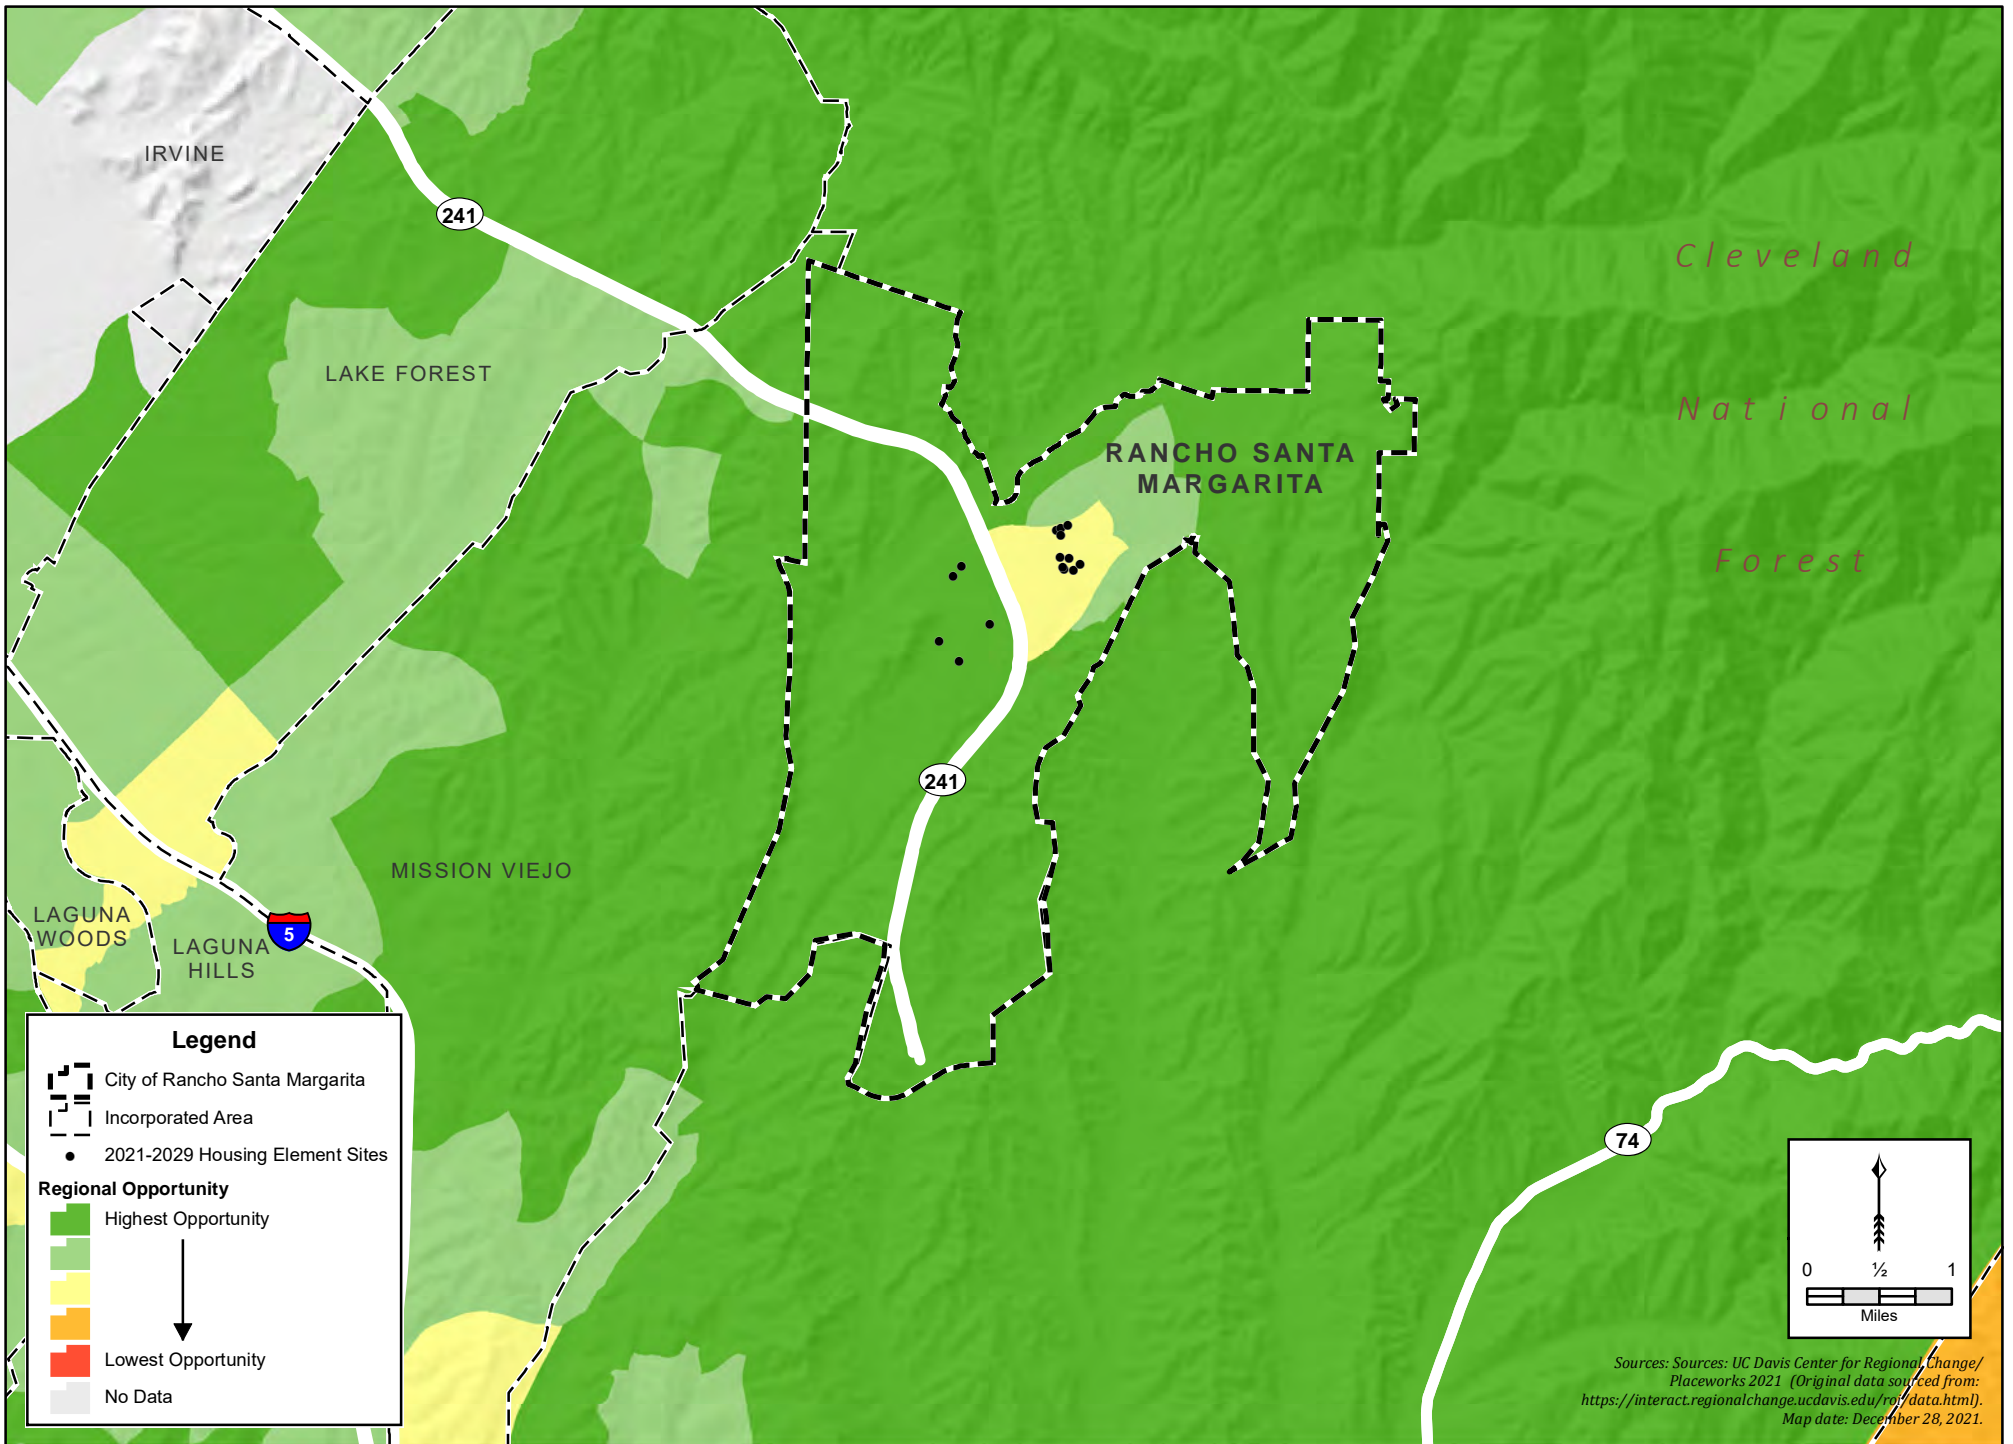 IRVINE
241
Cleveland
LAKE FOREST
National
RANCHO SANTA
MARGARITA
Forest
241
MISSION VIEJO
LAGUNA
WOODS
LAGUNA
HILLS
5
74
Legend
City of Rancho Santa Margarita
Incorporated Area
2021-2029 Housing Element Sites
Regional Opportunity
Highest Opportunity
Lowest Opportunity
No Data
0 ½ 1
Miles
Sources: Sources: UC Davis Center for Regional Change/
Placeworks 2021 (Original data sourced from:
https://interact.regionalchange.ucdavis.edu/roi/data.html).
Map date: December 28, 2021.